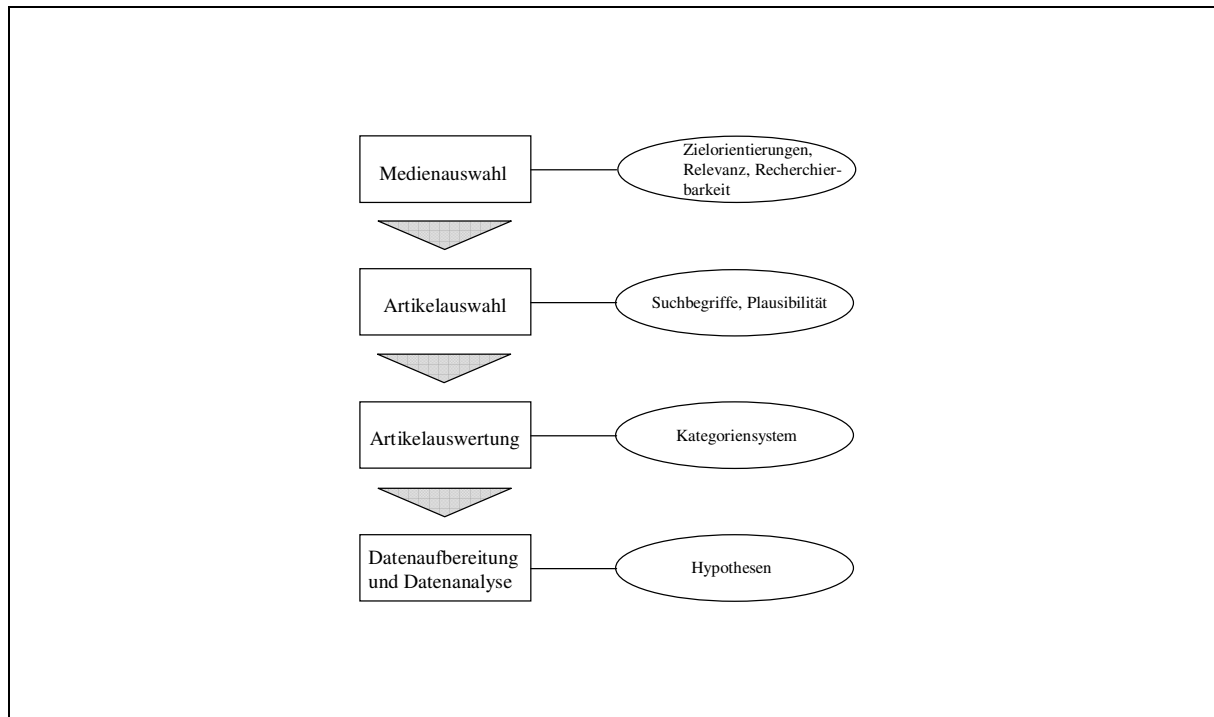 Medienauswahl
Zielorientierungen,
Relevanz, Recherchier-
barkeit
Artikelauswahl
Suchbegriffe, Plausibilität
Artikelauswertung
Kategoriensystem
Datenaufbereitung
und Datenanalyse
Hypothesen